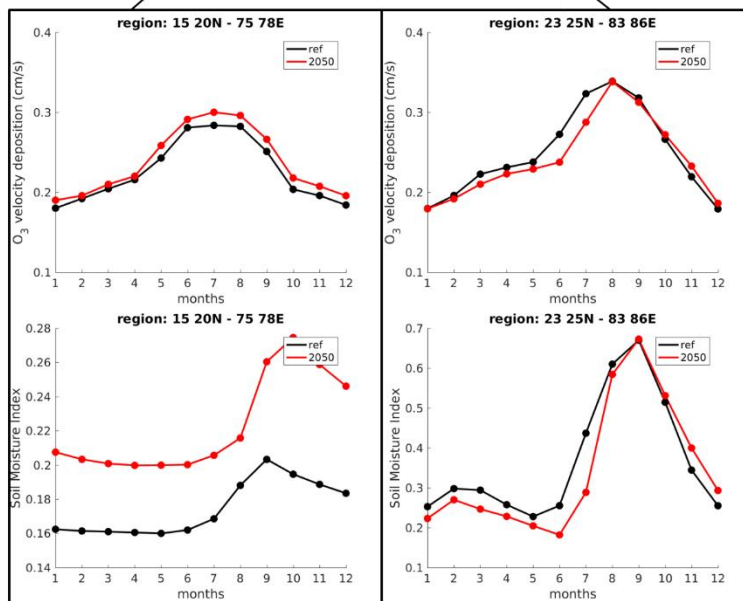 region: 15 20N - 75 78E
O3 velocity deposition (cm/s)
0.4
0.3
0.2
0.1
ref
2050
1 2 3 4 5 6 7 8 9 10 11 12
months
region: 23 25N - 83 86E
O3 velocity deposition (cm/s)
0.4
0.3
0.2
0.1
ref
2050
1 2 3 4 5 6 7 8 9 10 11 12
months
region: 15 20N - 75 78E
Soil Moisture Index
0.28
0.26
0.24
0.22
0.2
0.18
0.16
0.14
ref
2050
1 2 3 4 5 6 7 8 9 10 11 12
months
region: 23 25N - 83 86E
Soil Moisture Index
0.7
0.6
0.5
0.4
0.3
0.2
0.1
ref
2050
1 2 3 4 5 6 7 8 9 10 11 12
months